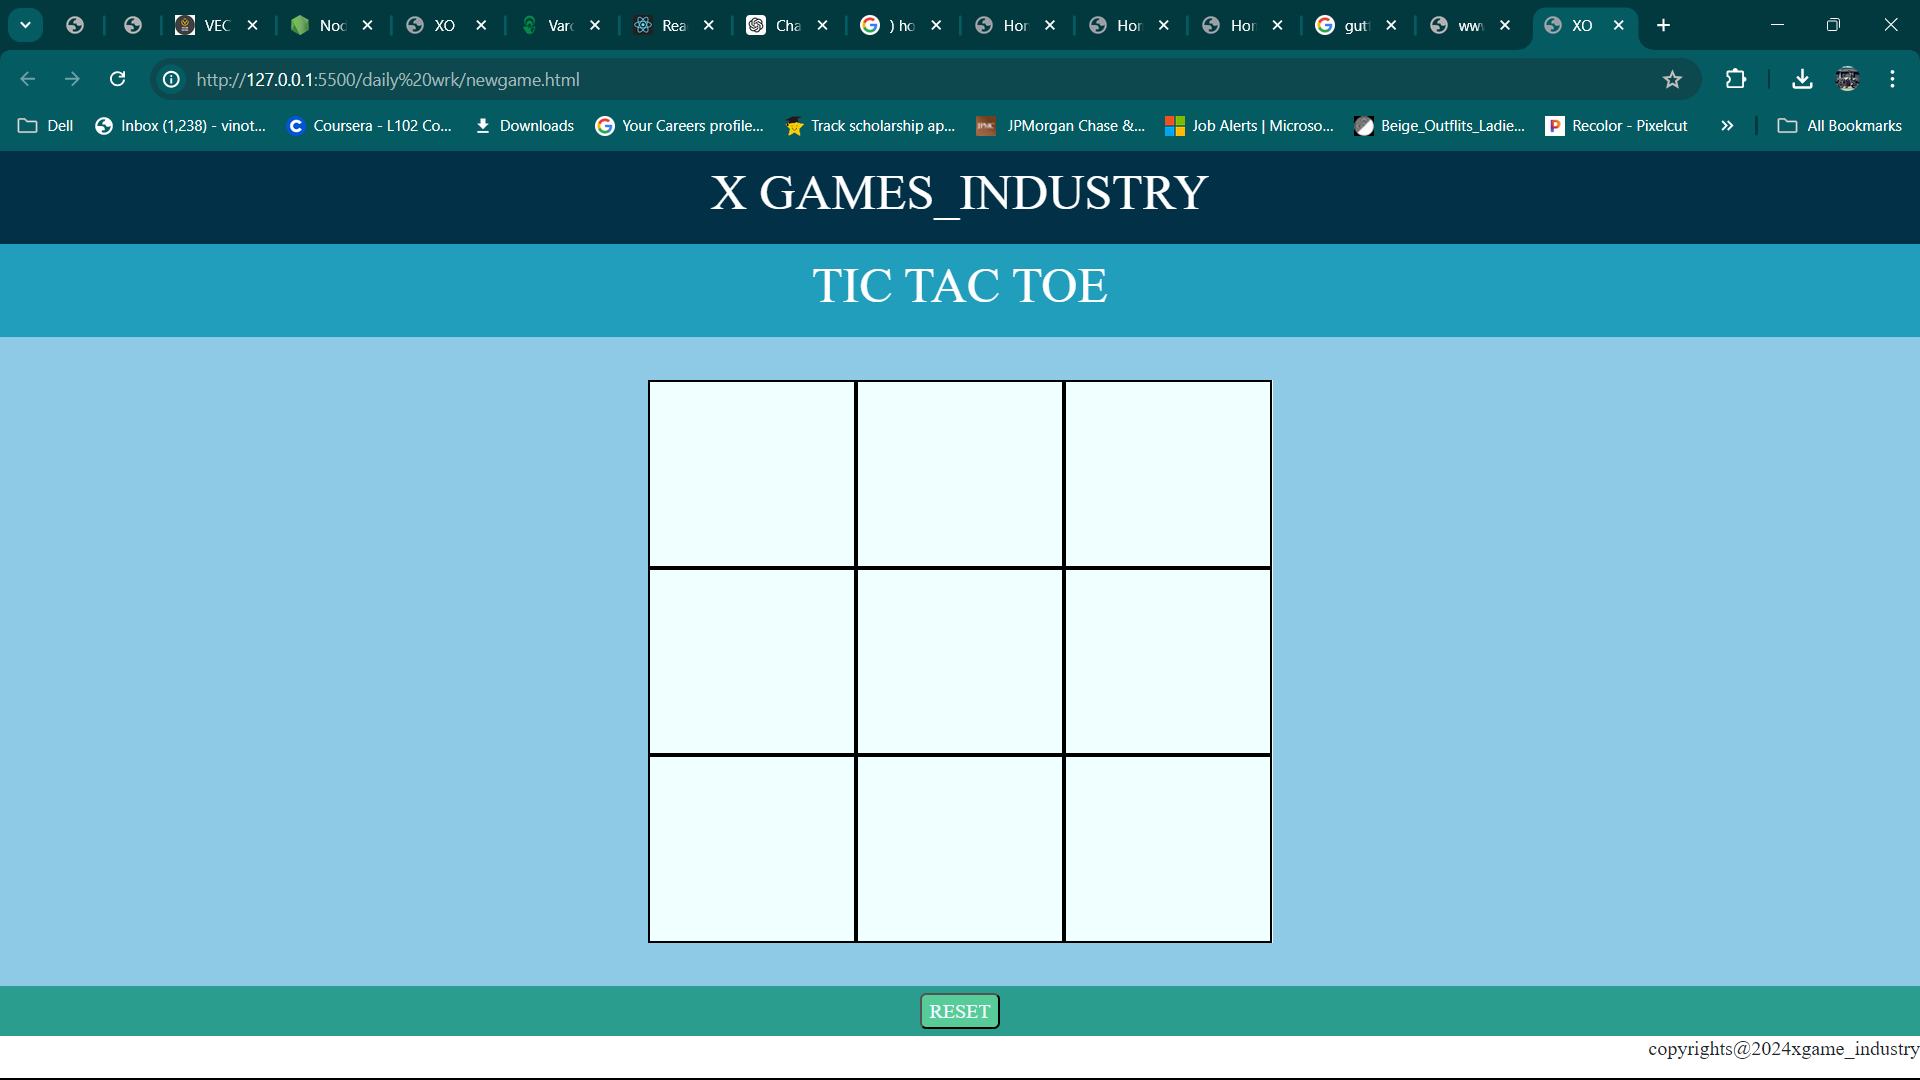 VEC Nod XO Varc Rea Cha ) ho Hor Hor Hor gut ww XO
http://127.0.0.1:5500/daily%20wrk/newgame.html
Dell Inbox (1,238) - vinot... Coursera - L102 Co... Downloads Your Careers profile... Track scholarship ap... JPMorgan Chase &... Job Alerts | Microso... Beige_Outflits_Ladie... Recolor - Pixelcut All Bookmarks
X GAMES_INDUSTRY
TIC TAC TOE
RESET
copyrights@2024xgame_industry